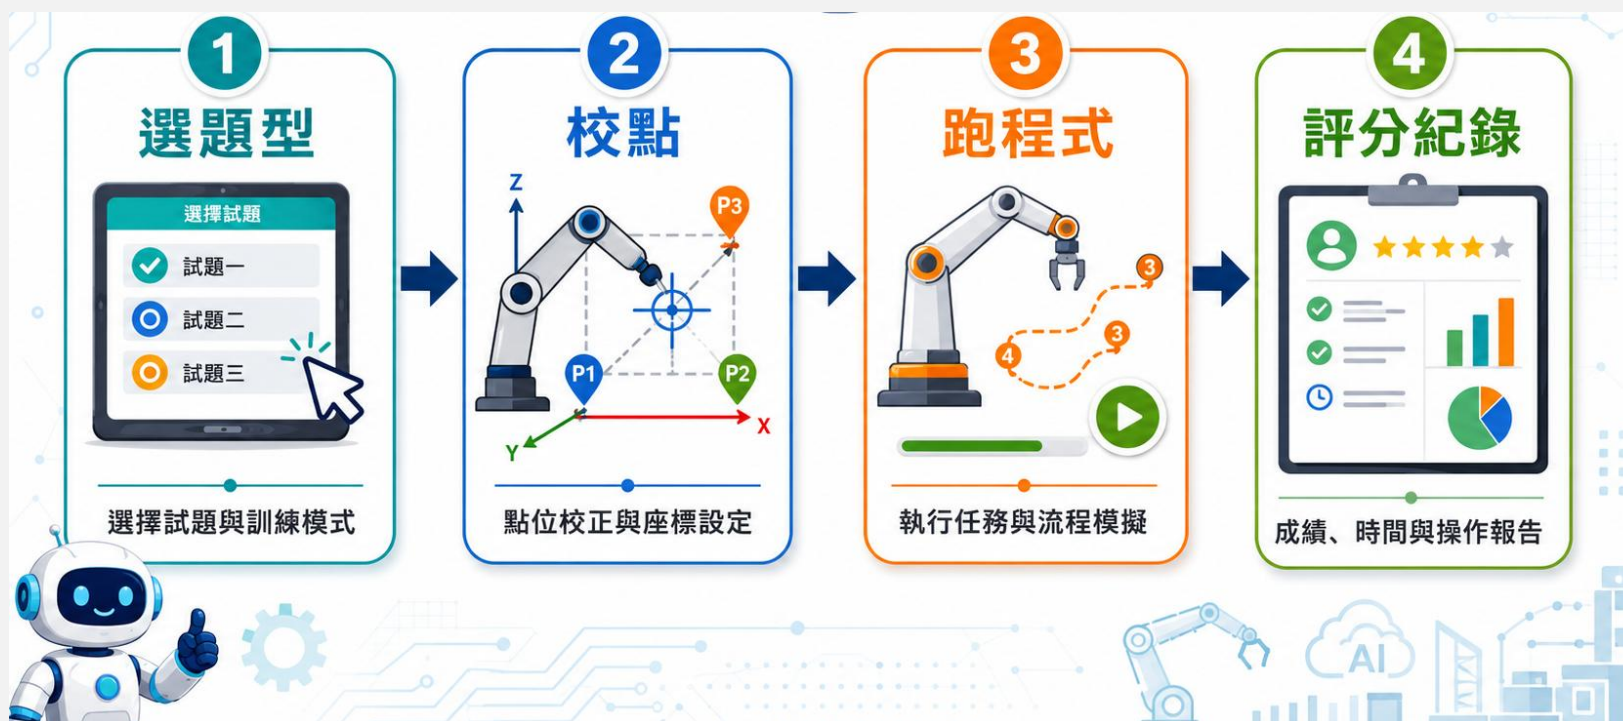 1
選題型
選擇試題
試題一
試題二
試題三
選擇試題與訓練模式
2
校點
Z
P3
P1
P2
X
Y
點位校正與座標設定
3
跑程式
3
3
4
執行任務與流程模擬
4
評分紀錄
成績、時間與操作報告
AI